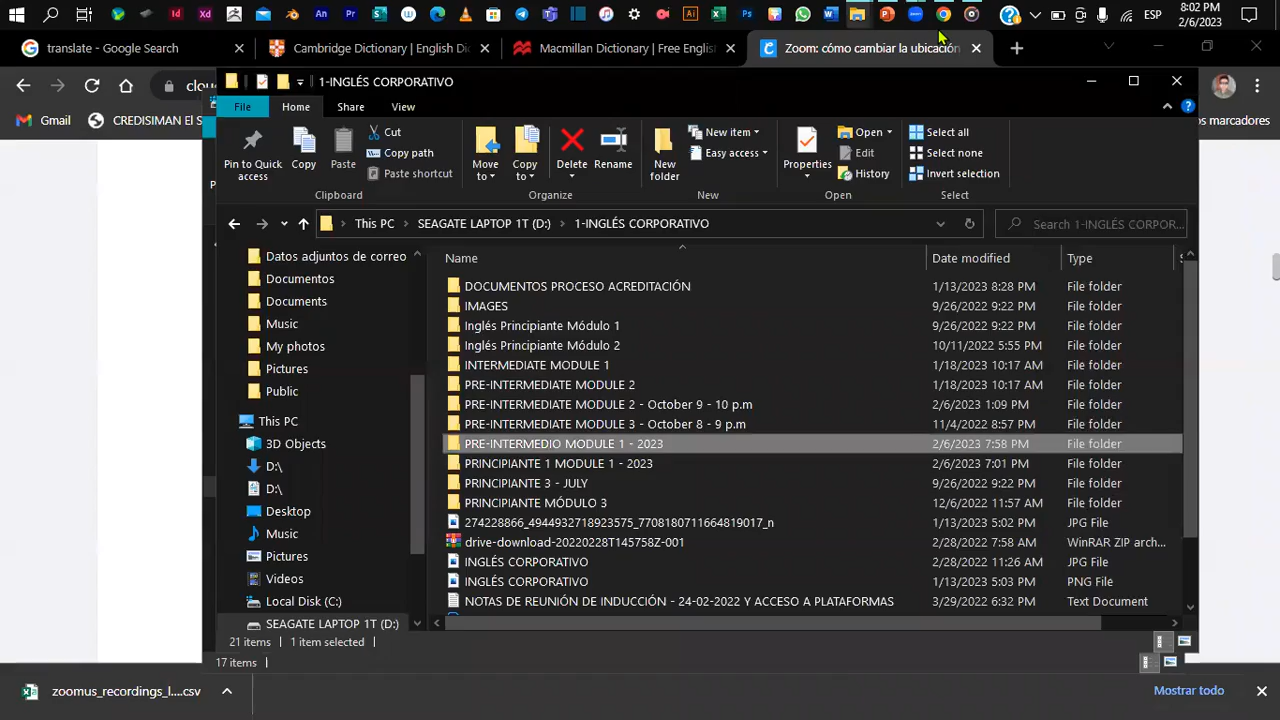 Id
Xd
An
Pr
Ai
Ps
ESP
8:02 PM
2/6/2023
translate - Google Search
Cambridge Dictionary | English Di
Macmillan Dictionary | Free Englis
Zoom: cómo cambiar la ubicación
clou
1-INGLÉS CORPORATIVO
Gmail
CREDISIMAN El S
os marcadores
File
Home
Share
View
Pin to Quick access
Copy
Paste
Cut
Copy path
Paste shortcut
Move to
Copy to
Delete
Rename
New folder
New item
Easy access
Properties
Open
Edit
History
Select all
Select none
Invert selection
Clipboard
Organize
New
Open
Select
This PC
SEAGATE LAPTOP 1T (D:)
1-INGLÉS CORPORATIVO
Search 1-INGLÉS CORPOR...
Datos adjuntos de correo
Documentos
Documents
Music
My photos
Pictures
Public
This PC
3D Objects
D:\
D:\
Desktop
Music
Pictures
Videos
Local Disk (C:)
SEAGATE LAPTOP 1T (D:)
Name Date modified Type S
DOCUMENTOS PROCESO ACREDITACIÓN 1/13/2023 8:28 PM File folder
IMAGES 9/26/2022 9:22 PM File folder
Inglés Principiante Módulo 1 9/26/2022 9:22 PM File folder
Inglés Principiante Módulo 2 10/11/2022 5:55 PM File folder
INTERMEDIATE MODULE 1 1/18/2023 10:17 AM File folder
PRE-INTERMEDIATE MODULE 2 1/18/2023 10:17 AM File folder
PRE-INTERMEDIATE MODULE 2 - October 9 - 10 p.m 2/6/2023 1:09 PM File folder
PRE-INTERMEDIATE MODULE 3 - October 8 - 9 p.m 11/4/2022 8:57 PM File folder
PRE-INTERMEDIO MODULE 1 - 2023 2/6/2023 7:58 PM File folder
PRINCIPIANTE 1 MODULE 1 - 2023 2/6/2023 7:01 PM File folder
PRINCIPIANTE 3 - JULY 9/26/2022 9:22 PM File folder
PRINCIPIANTE MÓDULO 3 12/6/2022 11:57 AM File folder
274228866_4944932718923575_7708180711664819017_n 1/13/2023 5:02 PM JPG File
drive-download-20220228T145758Z-001 2/28/2022 7:58 AM WinRAR ZIP arch...
INGLÉS CORPORATIVO 2/28/2022 11:26 AM JPG File
INGLÉS CORPORATIVO 1/13/2023 5:03 PM PNG File
NOTAS DE REUNIÓN DE INDUCCIÓN - 24-02-2022 Y ACCESO A PLATAFORMAS 3/29/2022 6:32 PM Text Document
21 items
1 item selected
17 items
zoomus_recordings_l....csv
Mostrar todo